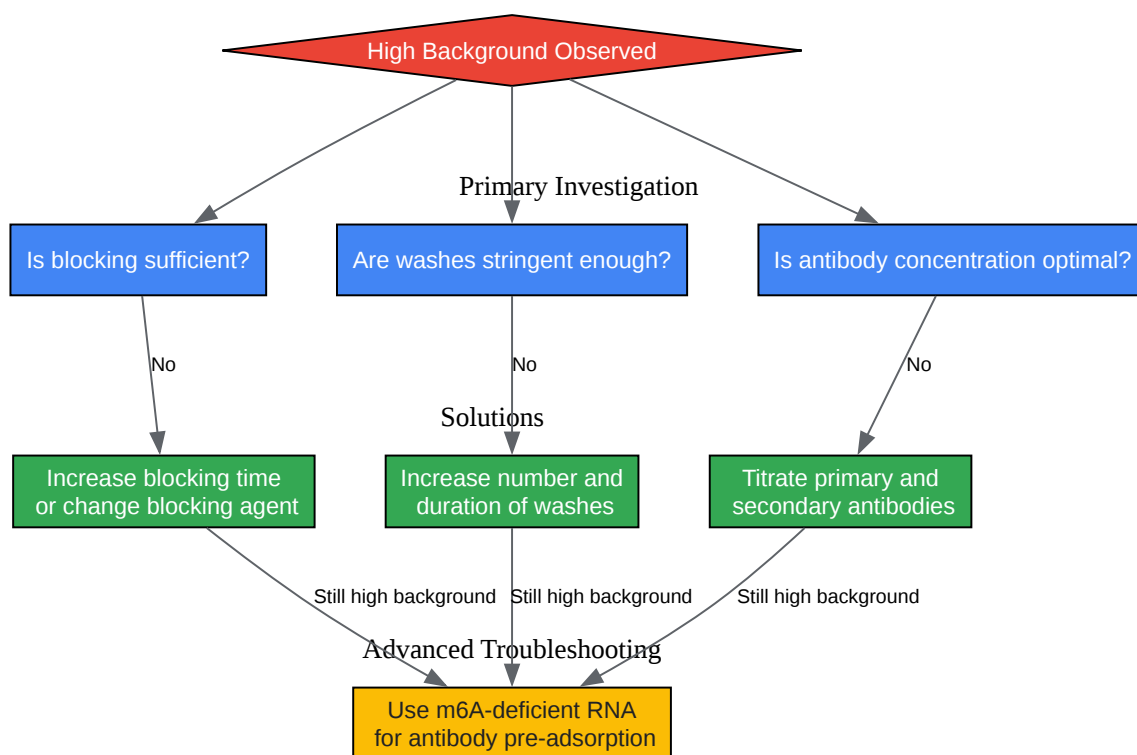 High Background Observed
Primary Investigation
Is blocking sufficient?
Are washes stringent enough?
Is antibody concentration optimal?
No
No
No
Solutions
Increase blocking time
or change blocking agent
Increase number and
duration of washes
Titrate primary and
secondary antibodies
Still high background
Still high background
Still high background
Advanced Troubleshooting
Use m6A-deficient RNA
for antibody pre-adsorption